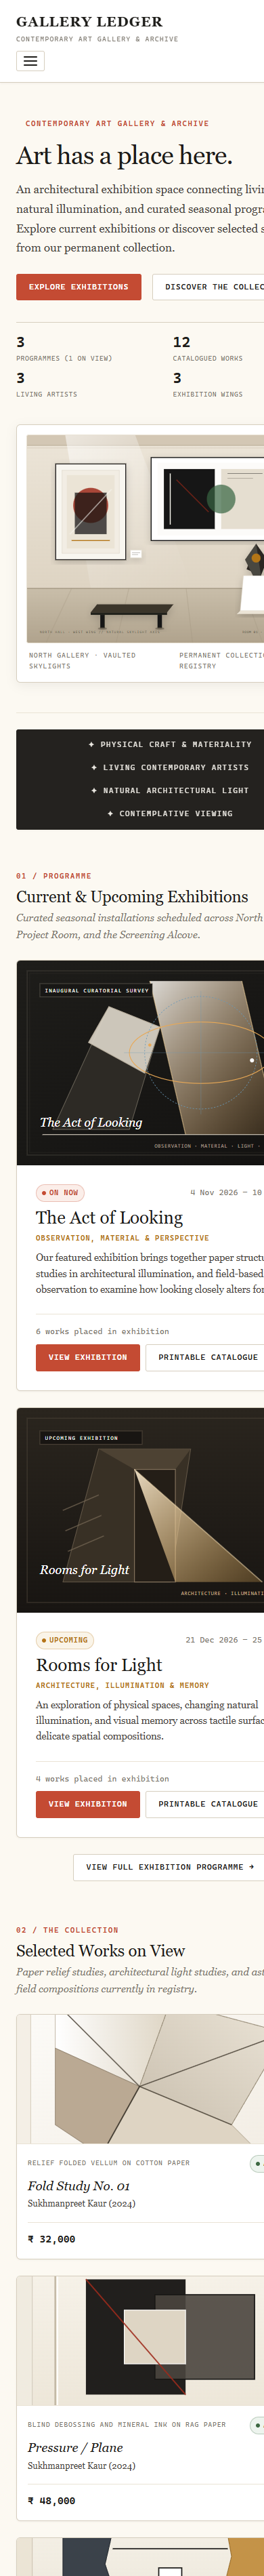 GALLERY LEDGER
CONTEMPORARY ART GALLERY & ARCHIVE
CONTEMPORARY ART GALLERY & ARCHIVE
Art has a place here.
An architectural exhibition space connecting
natural illumination, and curated seasonal
Explore current exhibitions or discover selected
from our permanent collection.
EXPLORE EXHIBITIONS
DISCOVER THE
3
12
PROGRAMMES (1 ON VIEW)
CATALOGUED WORKS
3
3
LIVING ARTISTS
EXHIBITION WINGS
NORTH GALLERY · VAULTED
SKYLIGHTS
PERMANENT
REGISTRY
✦ PHYSICAL CRAFT & MATERIALITY
✦ LIVING CONTEMPORARY ARTISTS
✦ NATURAL ARCHITECTURAL LIGHT
✦ CONTEMPLATIVE VIEWING
01 / PROGRAMME
Current & Upcoming Exhibitions
Curated seasonal installations scheduled across North
Project Room, and the Screening Alcove.
INAUGURAL CURATORIAL SURVEY
The Act of Looking
OBSERVATION · MATERIAL · LIGHT ·
ON NOW
4 Nov 2026 — 10
The Act of Looking
OBSERVATION, MATERIAL & PERSPECTIVE
Our featured exhibition brings together paper
studies in architectural illumination, and field-based
observation to examine how looking closely alters
6 works placed in exhibition
VIEW EXHIBITION
PRINTABLE CATALOGUE
UPCOMING EXHIBITION
Rooms for Light
ARCHITECTURE ·
UPCOMING
21 Dec 2026 — 25
Rooms for Light
ARCHITECTURE, ILLUMINATION & MEMORY
An exploration of physical spaces, changing natural
illumination, and visual memory across tactile
delicate spatial compositions.
4 works placed in exhibition
VIEW EXHIBITION
PRINTABLE CATALOGUE
VIEW FULL EXHIBITION PROGRAMME →
02 / THE COLLECTION
Selected Works on View
Paper relief studies, architectural light studies, and
field compositions currently in registry.
RELIEF FOLDED VELLUM ON COTTON PAPER
Fold Study No. 01
Sukhmanpreet Kaur (2024)
₹ 32,000
BLIND DEBOSSING AND MINERAL INK ON RAG PAPER
Pressure / Plane
Sukhmanpreet Kaur (2024)
₹ 48,000